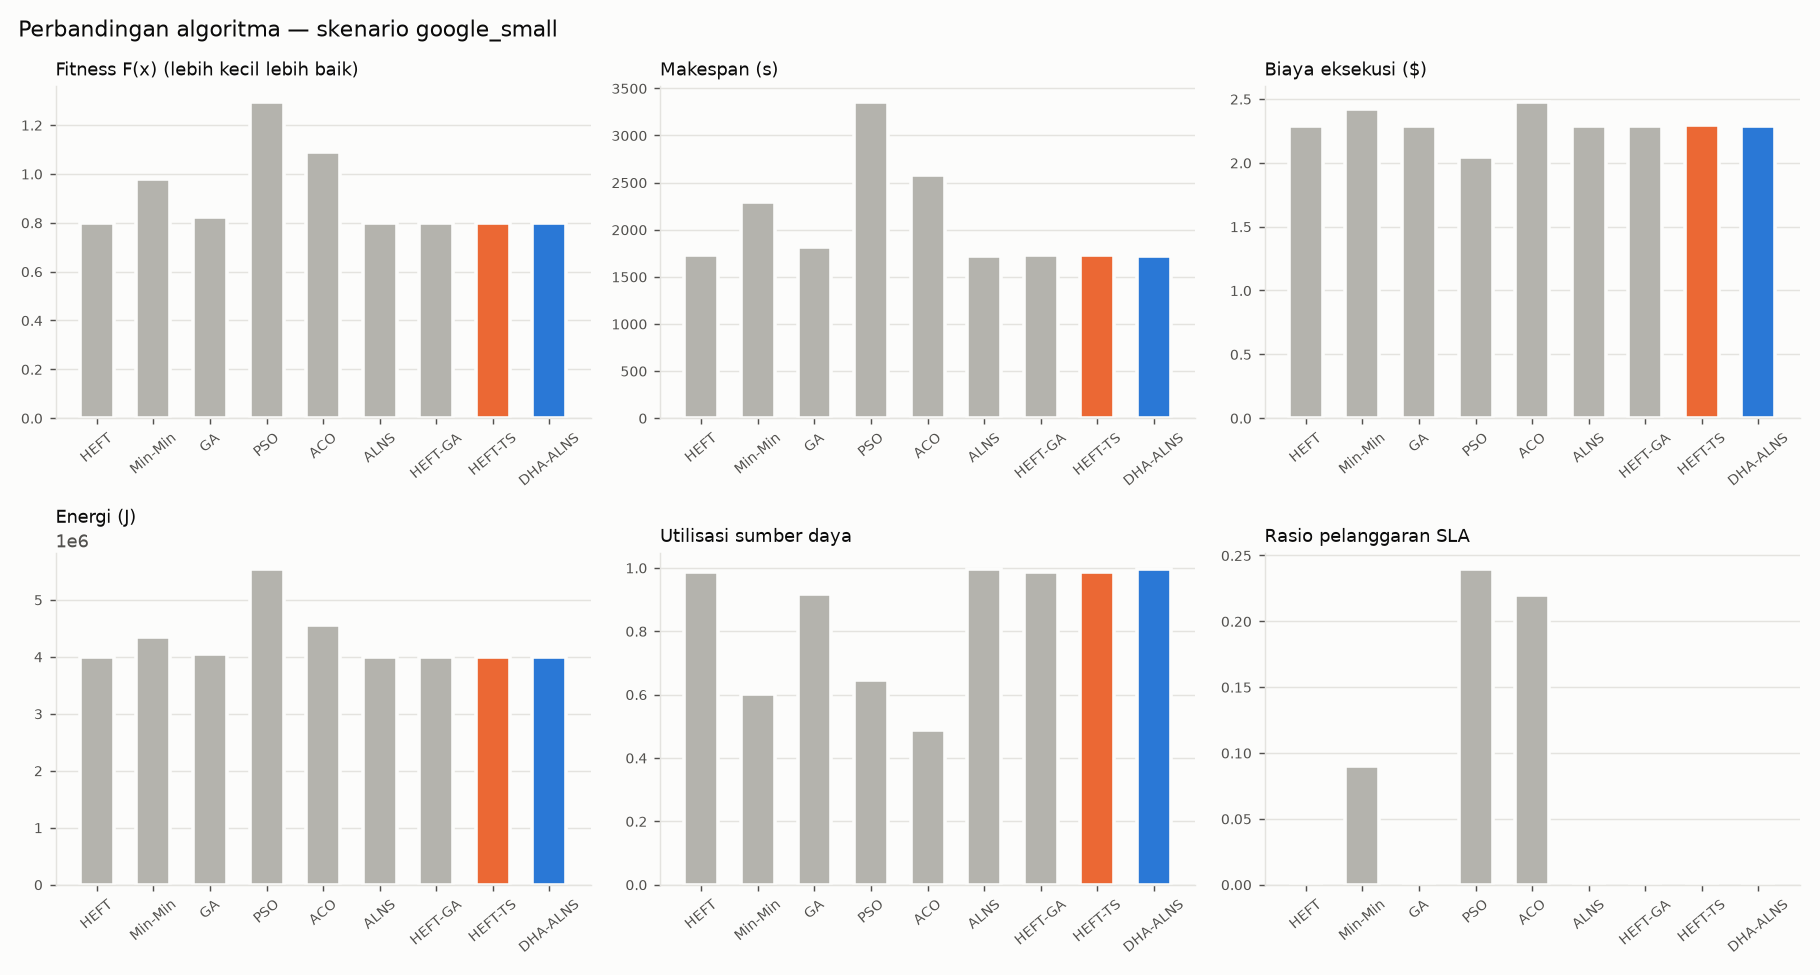 Perbandingan algoritma — skenario google_small
Fitness F(x) (lebih kecil lebih baik)
1.2
1.0
0.8
0.6
0.4
0.2
0.0
HEFT
Min-Min
GA
PSO
ACO
ALNS
HEFT-GA
HEFT-TS
DHA-ALNS
Makespan (s)
3500
3000
2500
2000
1500
1000
500
0
HEFT
Min-Min
GA
PSO
ACO
ALNS
HEFT-GA
HEFT-TS
DHA-ALNS
Biaya eksekusi ($)
2.5
2.0
1.5
1.0
0.5
0.0
HEFT
Min-Min
GA
PSO
ACO
ALNS
HEFT-GA
HEFT-TS
DHA-ALNS
Energi (J)
1e6
5
4
3
2
1
0
HEFT
Min-Min
GA
PSO
ACO
ALNS
HEFT-GA
HEFT-TS
DHA-ALNS
Utilisasi sumber daya
1.0
0.8
0.6
0.4
0.2
0.0
HEFT
Min-Min
GA
PSO
ACO
ALNS
HEFT-GA
HEFT-TS
DHA-ALNS
Rasio pelanggaran SLA
0.25
0.20
0.15
0.10
0.05
0.00
HEFT
Min-Min
GA
PSO
ACO
ALNS
HEFT-GA
HEFT-TS
DHA-ALNS